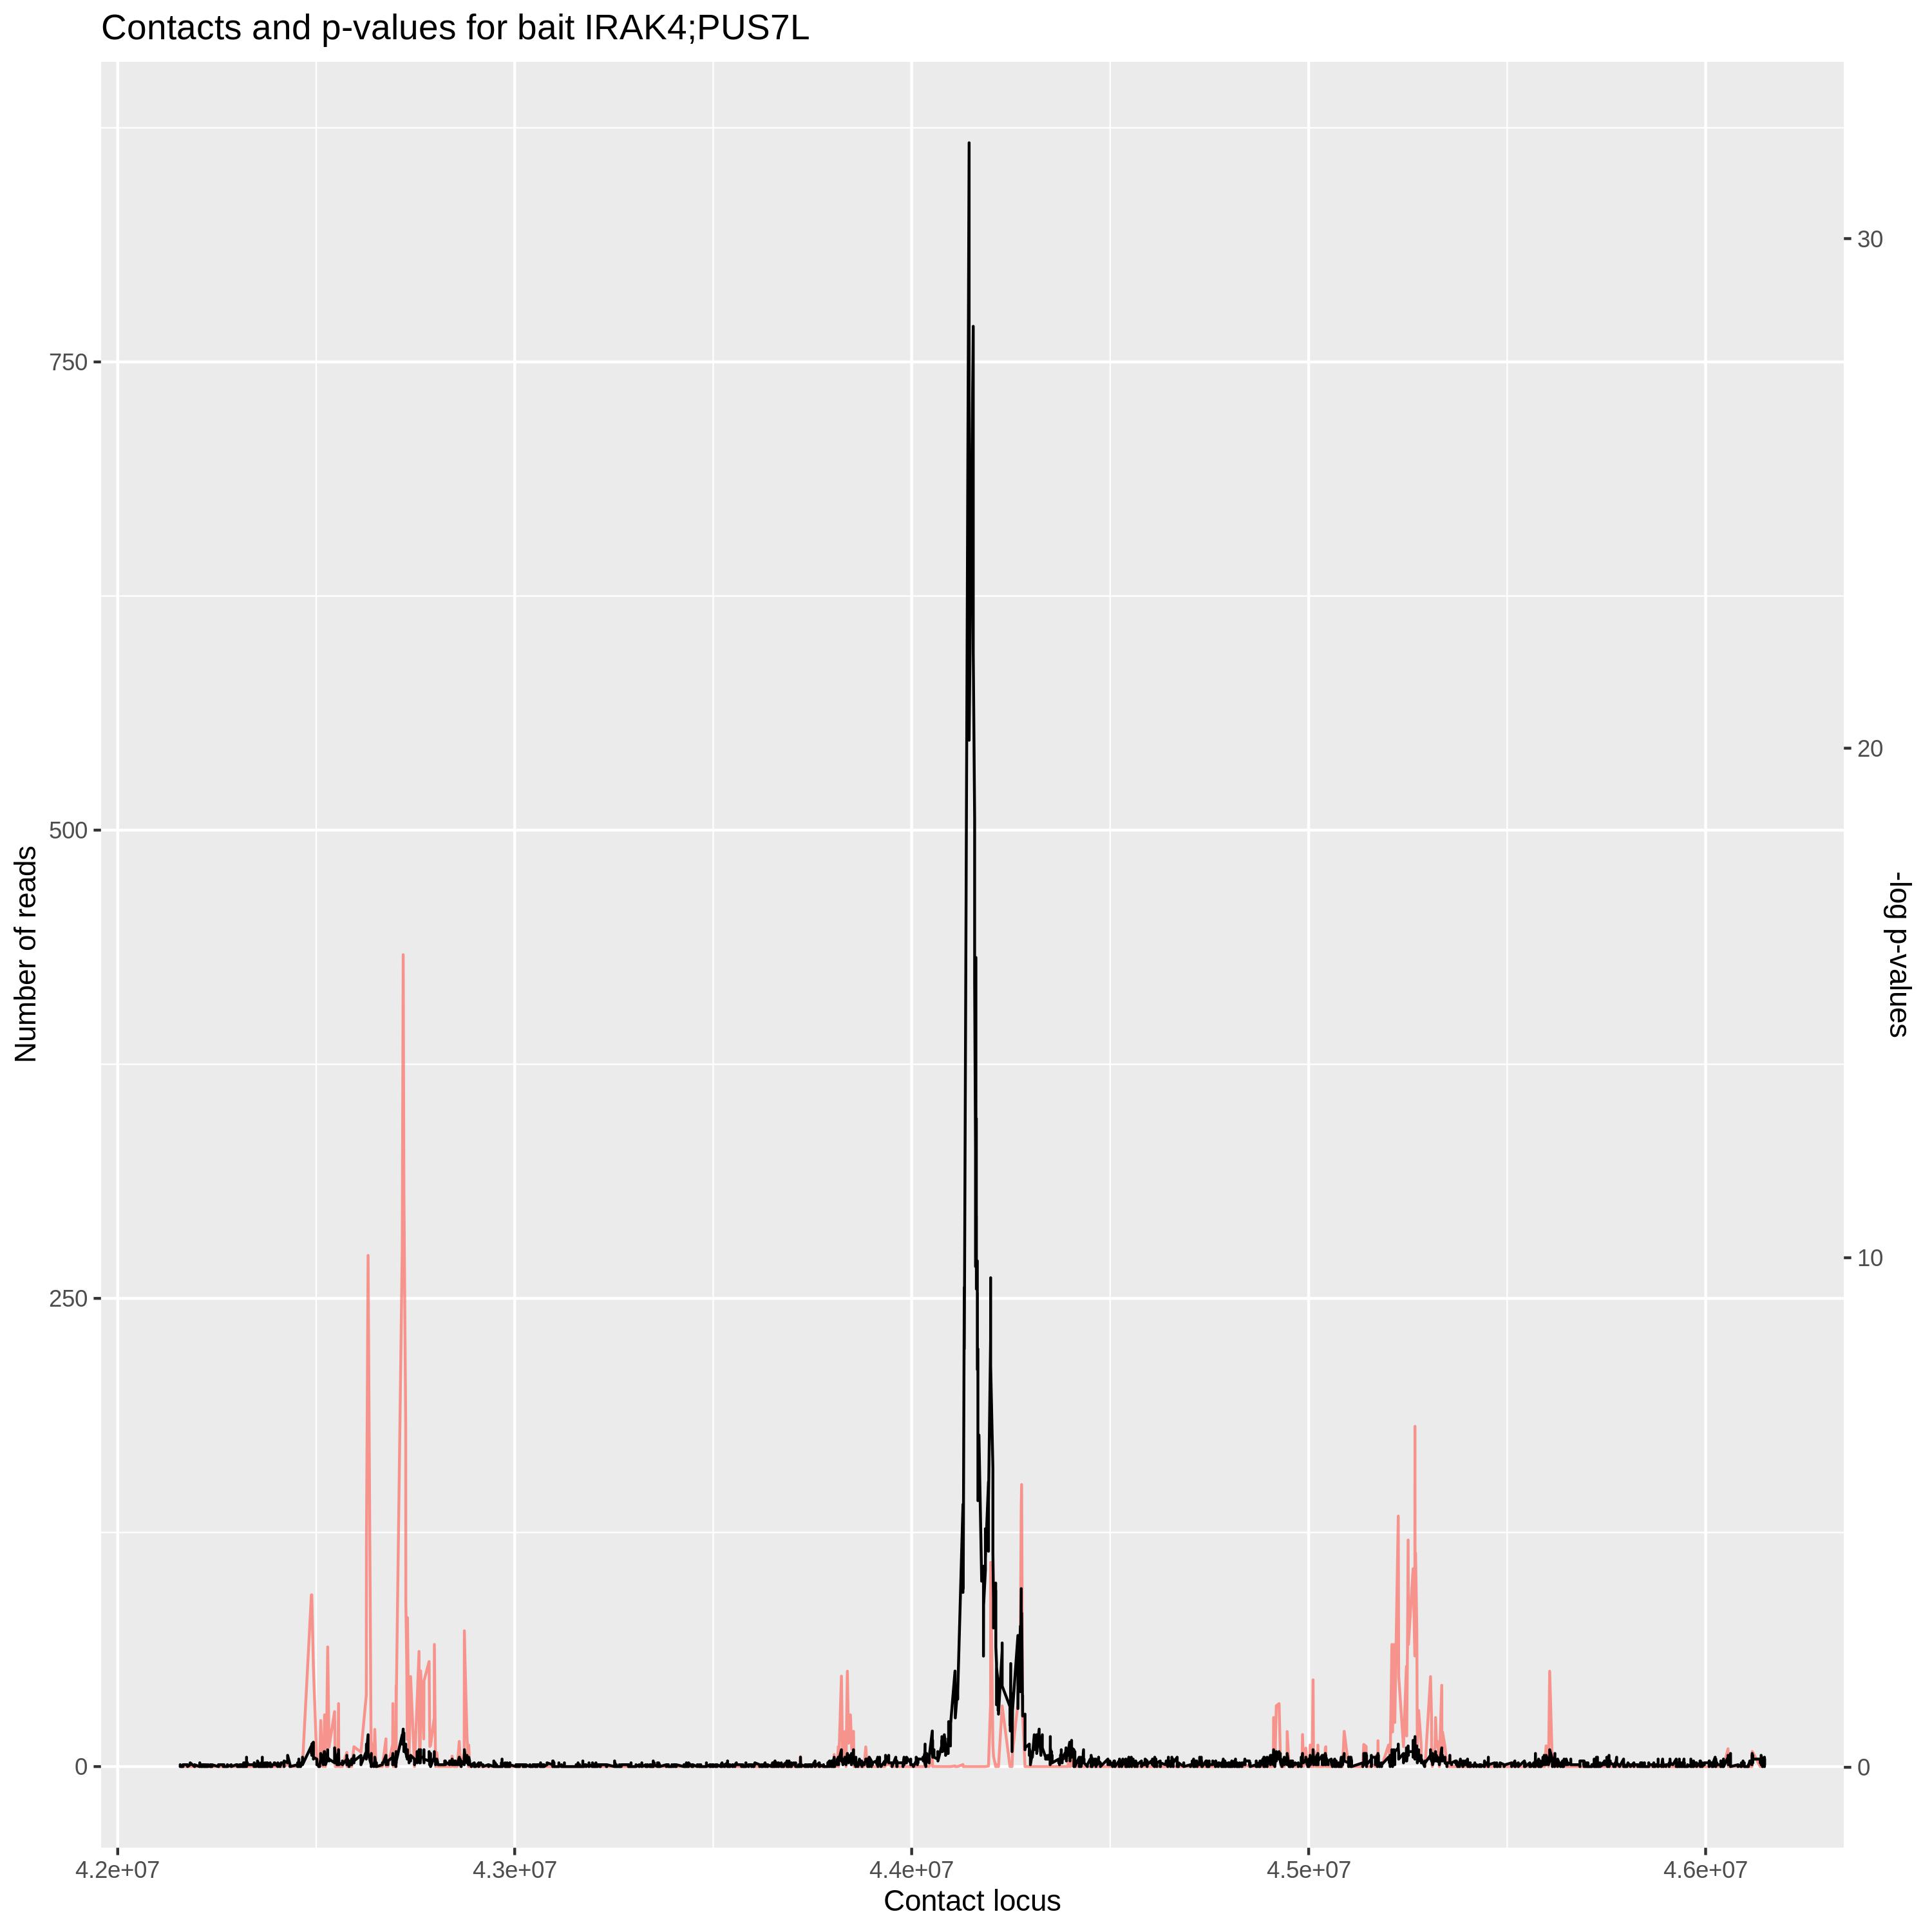 Contacts and p-values for bait IRAK4;PUS7L
30
750
20
500
Number of reads
-log p-values
10
250
0
0
4.2e+07
4.3e+07
4.4e+07
4.5e+07
4.6e+07
Contact locus